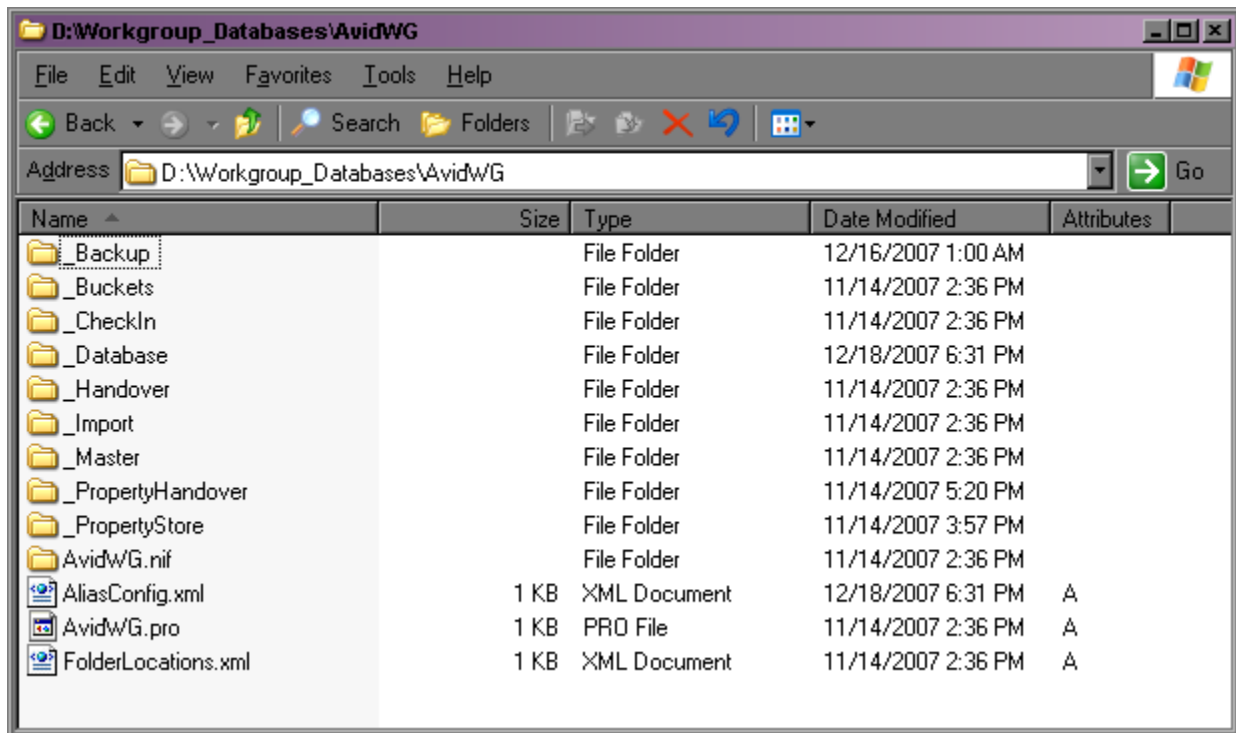 D:\Workgroup_Databases\AvidWG
File Edit View Favorites Tools Help
Back Search Folders
Address D:\Workgroup_Databases\AvidWG Go
Name Size Type Date Modified Attributes
_Backup File Folder 12/16/2007 1:00 AM
_Buckets File Folder 11/14/2007 2:36 PM
_CheckIn File Folder 11/14/2007 2:36 PM
_Database File Folder 12/18/2007 6:31 PM
_Handover File Folder 11/14/2007 2:36 PM
_Import File Folder 11/14/2007 2:36 PM
_Master File Folder 11/14/2007 2:36 PM
_PropertyHandover File Folder 11/14/2007 5:20 PM
_PropertyStore File Folder 11/14/2007 3:57 PM
AvidWG.nif File Folder 11/14/2007 2:36 PM
AliasConfig.xml 1 KB XML Document 12/18/2007 6:31 PM A
AvidWG.pro 1 KB PRO File 11/14/2007 2:36 PM A
FolderLocations.xml 1 KB XML Document 11/14/2007 2:36 PM A